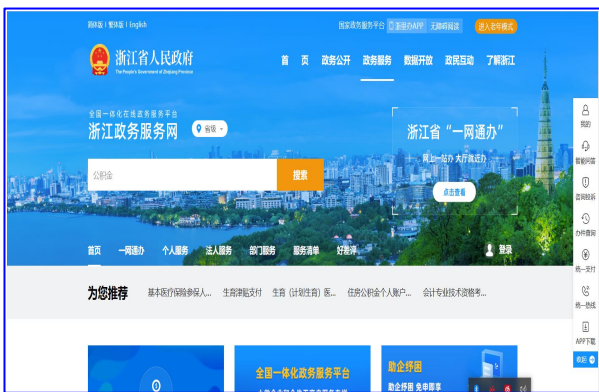 简体版 | 繁体版 | English
国家政务服务平台 浙里办APP 无障碍阅读 进入老年模式
浙江省人民政府
The People's Government of Zhejiang Province
首 页 政务公开 政务服务 数据开放 政民互动 了解浙江
全国一体化在线政务服务平台
浙江政务服务网 省级
公积金 搜索
浙江省“一网通办”
网上一站办 大厅就近办
点击查看
首页 一网通办 个人服务 法人服务 部门服务 服务清单 好差评 登录
为您推荐 基本医疗保险参保人... 生育津贴支付 生育（计划生育）医... 住房公积金个人账户... 会计专业技术资格考...
我的
智能问答
咨询投诉
办件查询
统一支付
统一热线
APP下载
收起
全国一体化政务服务平台
助企纾困
助企纾困 免申即享